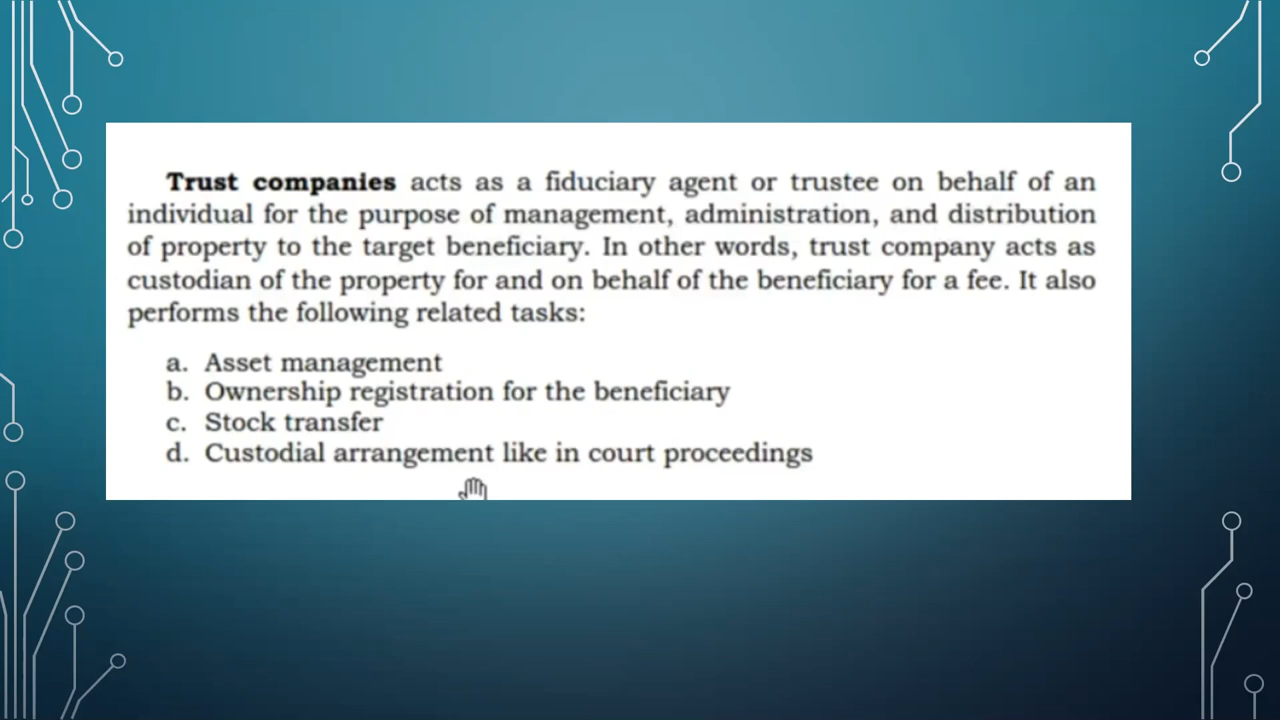 Trust companies acts as a fiduciary agent or trustee on behalf of an
individual for the purpose of management, administration, and distribution
of property to the target beneficiary. In other words, trust company acts as
custodian of the property for and on behalf of the beneficiary for a fee. It also
performs the following related tasks:
a. Asset management
b. Ownership registration for the beneficiary
c. Stock transfer
d. Custodial arrangement like in court proceedings